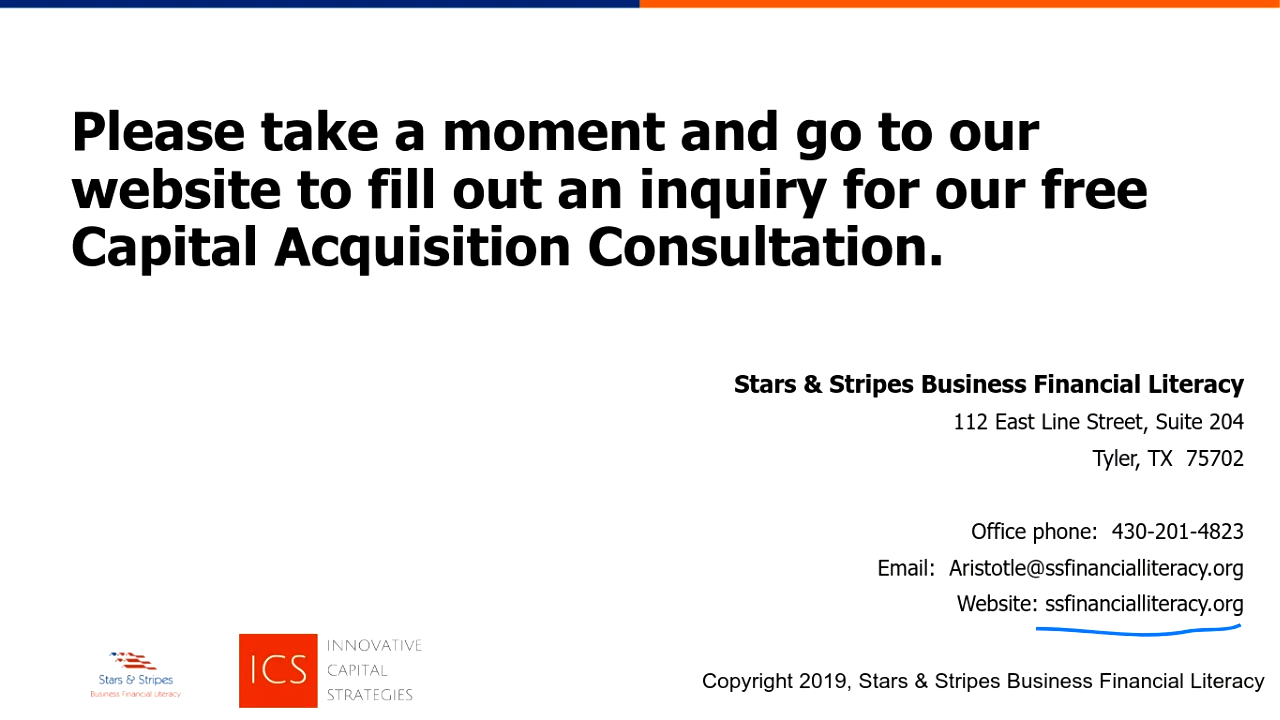 Please take a moment and go to our
website to fill out an inquiry for our free
Capital Acquisition Consultation.
Stars & Stripes Business Financial Literacy
112 East Line Street, Suite 204
Tyler, TX 75702
Office phone: 430-201-4823
Email: Aristotle@ssfinancialliteracy.org
Website: ssfinancialliteracy.org
Stars & Stripes
Business Financial Literacy
ICS
INNOVATIVE
CAPITAL
STRATEGIES
Copyright 2019, Stars & Stripes Business Financial Literacy